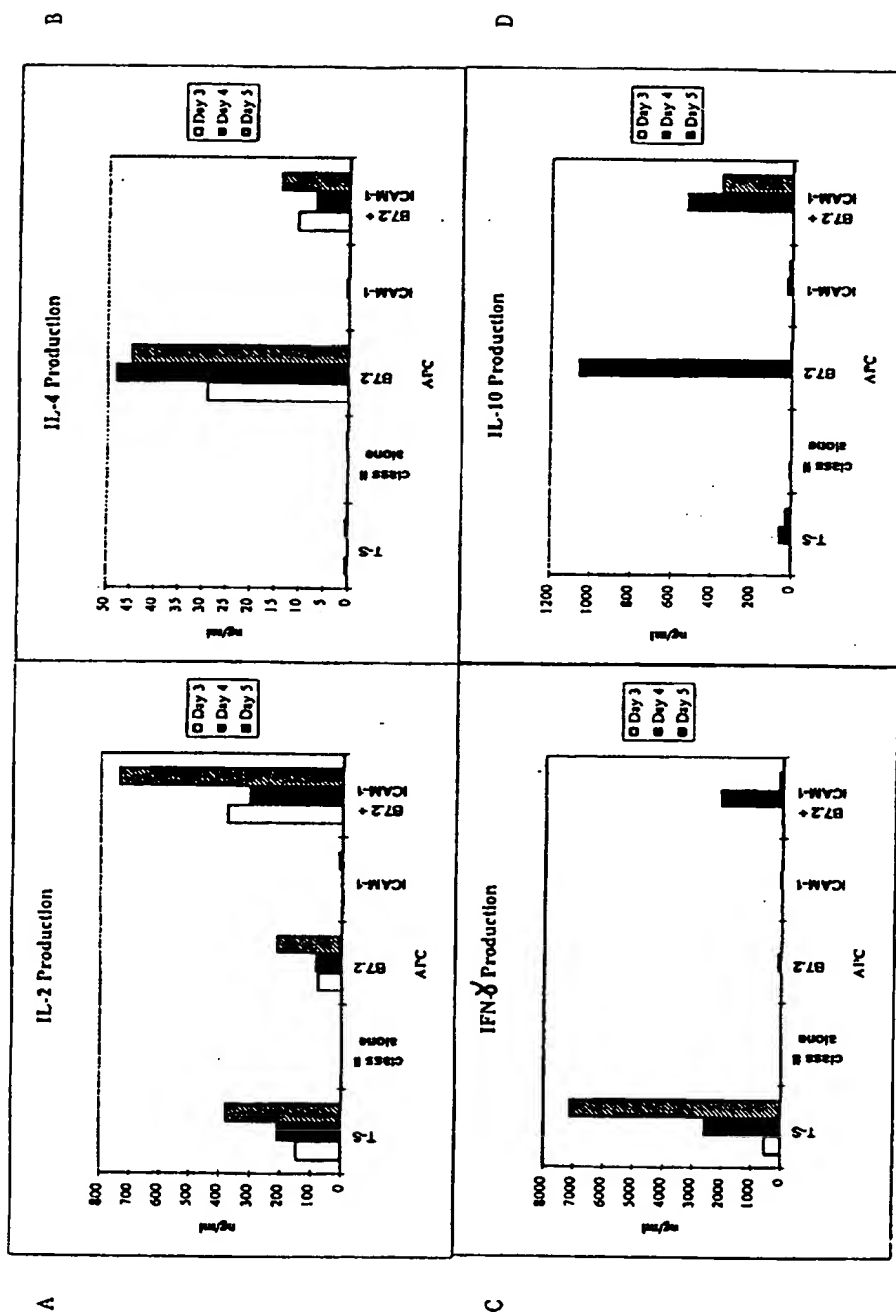 A
IL-2 Production
ng/ml
800
700
600
500
400
300
200
100
0
T-S
class II
alone
B7.2
ICAM-1
B7.2 +
ICAM-1
APC
Day 3
Day 4
Day 5
B
IL-4 Production
ng/ml
50
45
40
35
30
25
20
15
10
5
0
T-S
class II
alone
B7.2
ICAM-1
B7.2 +
ICAM-1
APC
Day 3
Day 4
Day 5
C
IFN-γ Production
ng/ml
8000
7000
6000
5000
4000
3000
2000
1000
0
T-S
class II
alone
B7.2
ICAM-1
B7.2 +
ICAM-1
APC
Day 3
Day 4
Day 5
D
IL-10 Production
ng/ml
1200
1000
800
600
400
200
0
T-S
class II
alone
B7.2
ICAM-1
B7.2 +
ICAM-1
APC
Day 3
Day 4
Day 5